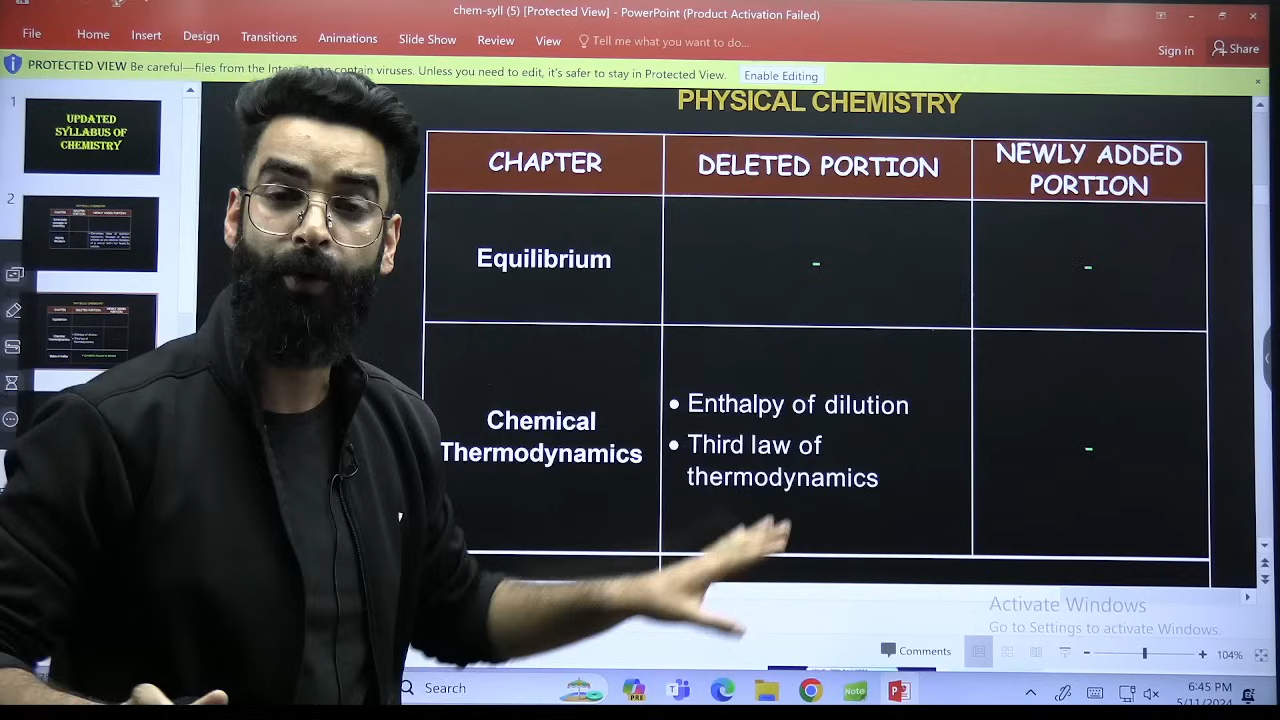 chem-syll (5) [Protected View] - PowerPoint (Product Activation Failed)
File Home Insert Design Transitions Animations Slide Show Review View Tell me what you want to do... Sign in Share
PROTECTED VIEW Be careful—files from the contain viruses. Unless you need to edit, it's safer to stay in Protected View. Enable Editing
1
UPDATED
SYLLABUS OF
CHEMISTRY
2
PHYSICAL CHEMISTRY
CHAPTER DELETED PORTION NEWLY ADDED
PORTION
Equilibrium - -
Chemical
Thermodynamics
• Enthalpy of dilution
• Third law of
thermodynamics
-
Activate Windows
Go to Settings to activate Windows.
Comments 104%
Search
PRE
Note
6:45 PM
5/11/2024